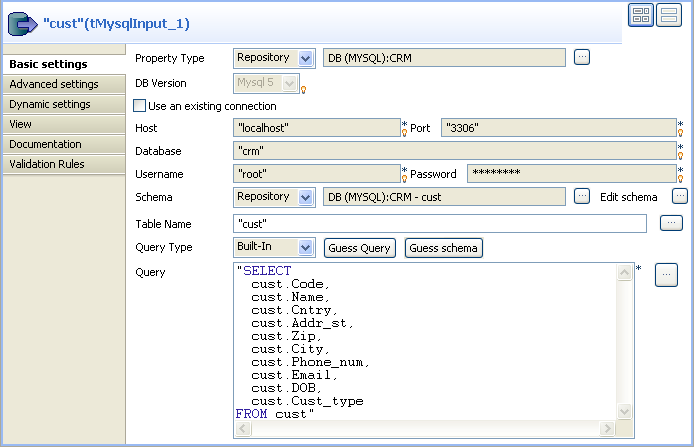 "cust"(tMysqlInput_1)
Basic settings
Advanced settings
Dynamic settings
View
Documentation
Validation Rules
Property Type Repository DB (MYSQL):CRM ...
DB Version Mysql 5
Use an existing connection
Host "localhost" * Port "3306" *
Database "crm" *
Username "root" * Password ******** *
Schema Repository DB (MYSQL):CRM - cust ... Edit schema ...
Table Name "cust" ...
Query Type Built-In Guess Query Guess schema
Query "SELECT * ...
cust.Code,
cust.Name,
cust.Cntry,
cust.Addr_st,
cust.Zip,
cust.City,
cust.Phone_num,
cust.Email,
cust.DOB,
cust.Cust_type
FROM cust"